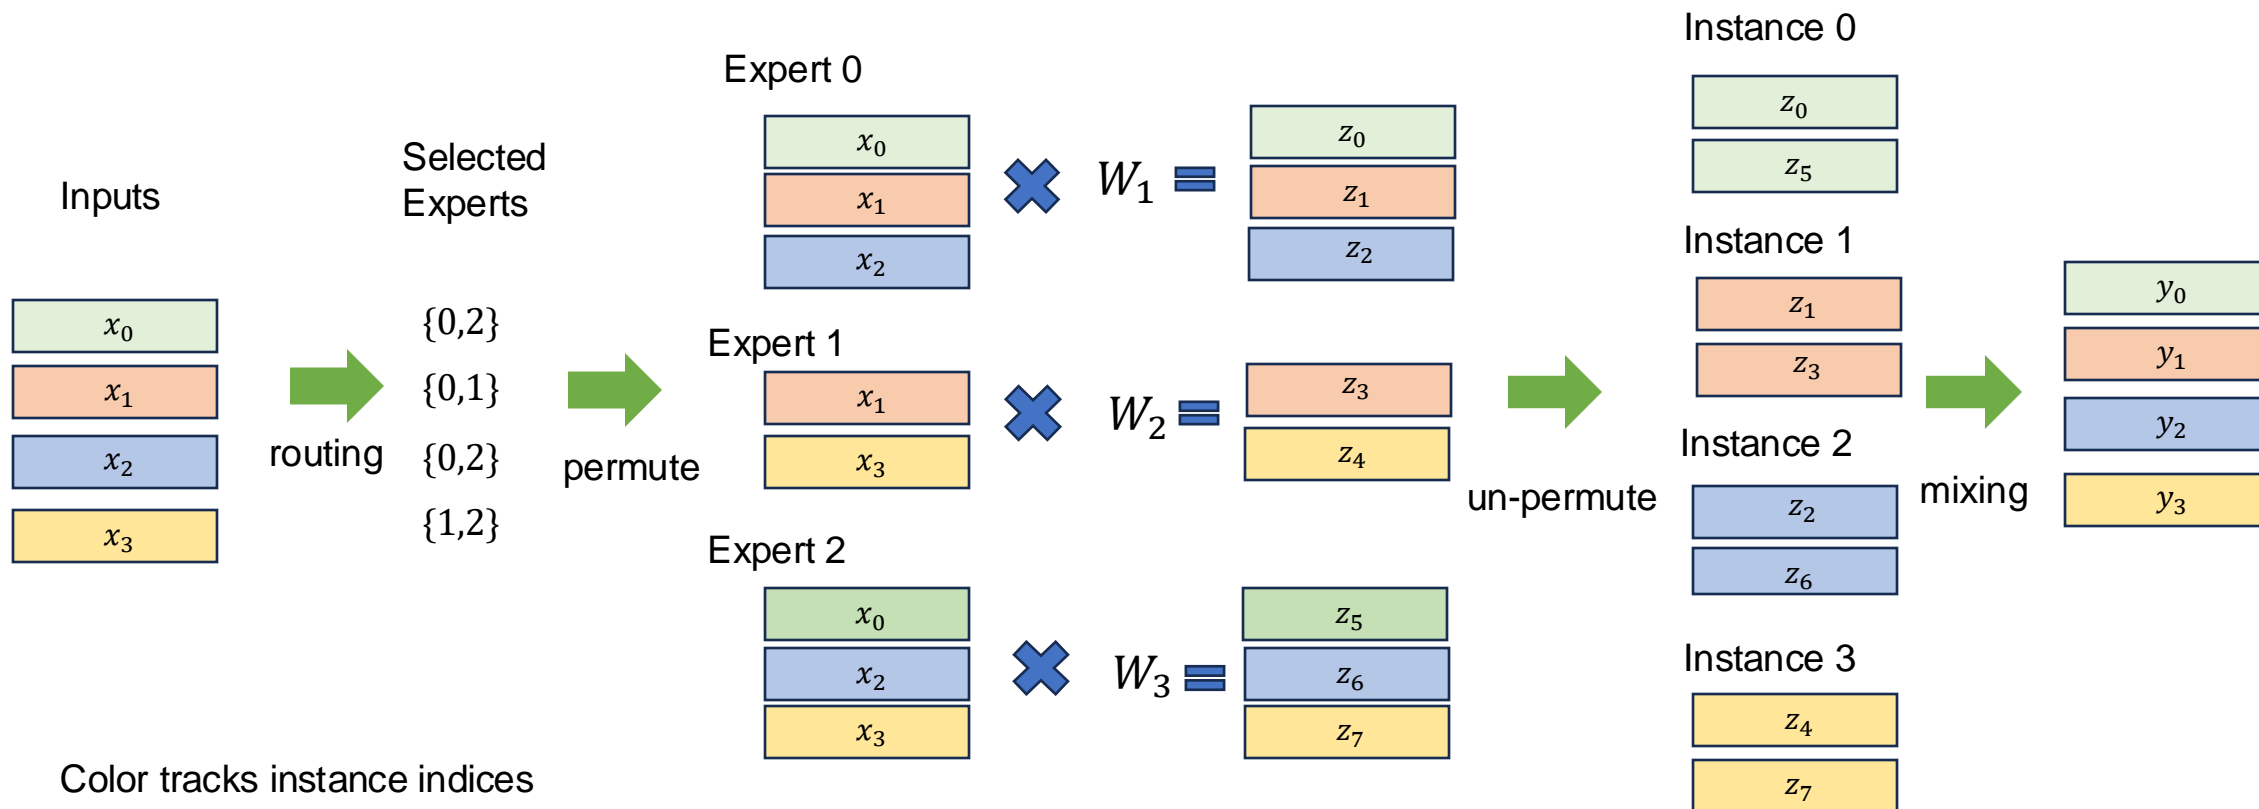 Inputs
x₀
x₁
x₂
x₃
routing
Selected
Experts
{0,2}
{0,1}
{0,2}
{1,2}
permute
Expert 0
x₀
x₁
x₂
W₁
z₀
z₁
z₂
Expert 1
x₁
x₃
W₂
z₃
z₄
Expert 2
x₀
x₂
x₃
W₃
z₅
z₆
z₇
un-permute
Instance 0
z₀
z₅
Instance 1
z₁
z₃
Instance 2
z₂
z₆
Instance 3
z₄
z₇
mixing
y₀
y₁
y₂
y₃
Color tracks instance indices